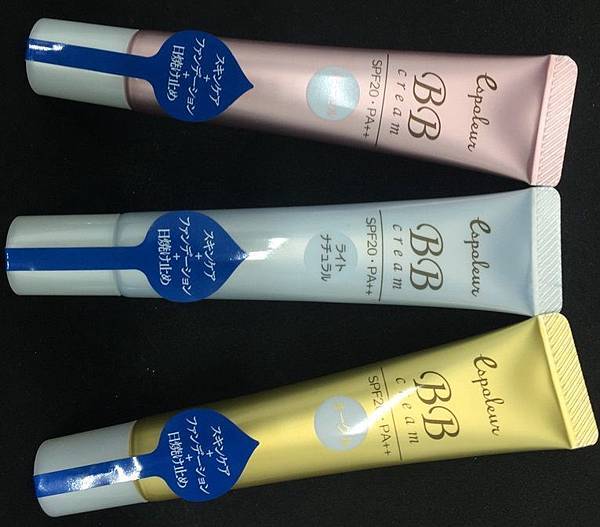 Espoleur
BB
cream
SPF20・PA++
スキンケア
+
ファンデーション
+
日焼け止め
Espoleur
BB
cream
SPF20・PA++
ライト
ナチュラル
スキンケア
+
ファンデーション
+
日焼け止め
Espoleur
BB
cream
SPF20・PA++
スキンケア
+
ファンデーション
+
日焼け止め